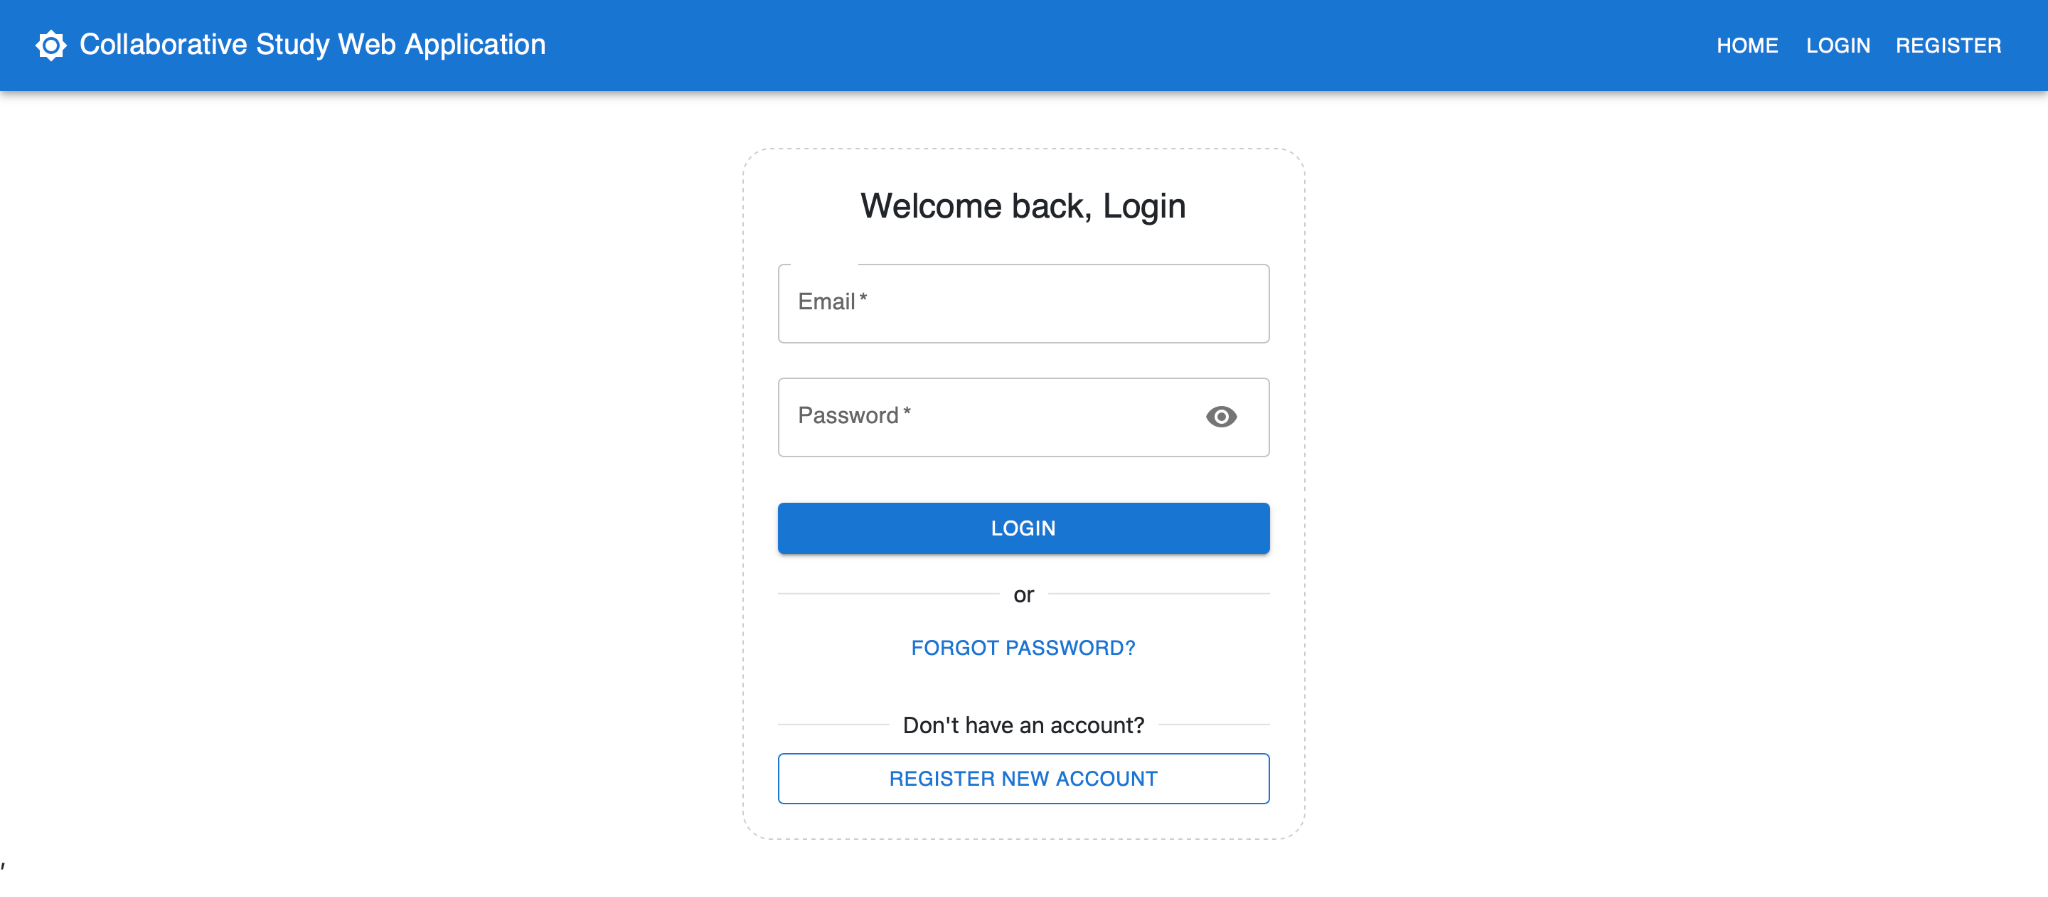 Collaborative Study Web Application HOME LOGIN REGISTER
Welcome back, Login
Email *
Password *
LOGIN
or
FORGOT PASSWORD?
Don't have an account?
REGISTER NEW ACCOUNT
,